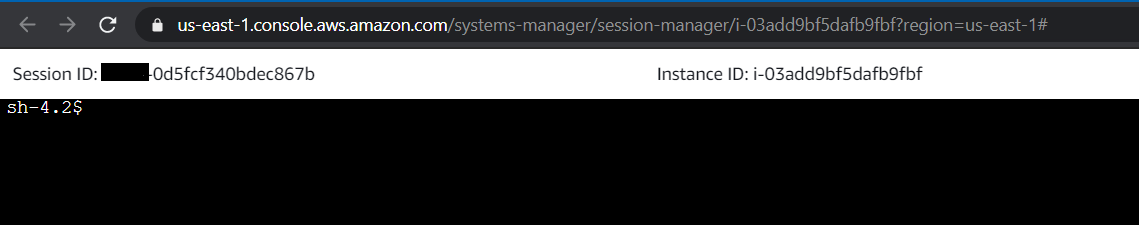 us-east-1.console.aws.amazon.com/systems-manager/session-manager/i-03add9bf5dafb9fbf?region=us-east-1#
Session ID: -0d5fcf340bdec867b Instance ID: i-03add9bf5dafb9fbf
sh-4.2$